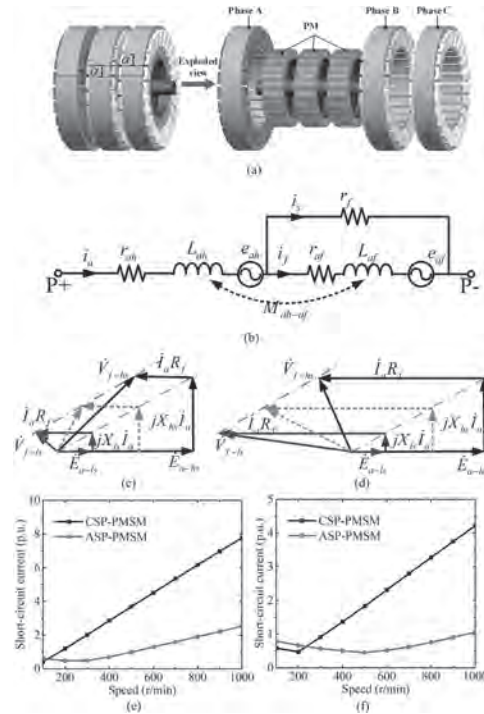 Phase A
PM
Phase B
Phase C
α
α
Exploded
view
(a)
i_s
r_f
i_a
r_ah
L_ah
e_ah
i_f
r_af
L_af
e_af
P+
P-
M_ah-af
(b)
V̇_f-hs
İ_aR_f
İ_aR_f
V̇_f-ls
jX_ls İ_a
jX_hs İ_a
Ė_a-ls
Ė_a-hs
(c)
V̇_f-hs
İ_aR_f
İ_aR_f
V̇_f-ls
jX_ls İ_a
jX_hs İ_a
Ė_a-ls
Ė_a-hs
(d)
Short-circuit current (p.u.)
10
8
6
4
2
0
CSP-PMSM
ASP-PMSM
200 400 600 800 1000
Speed (r/min)
(e)
Short-circuit current (p.u.)
5
4
3
2
1
0
CSP-PMSM
ASP-PMSM
200 400 600 800 1000
Speed (r/min)
(f)